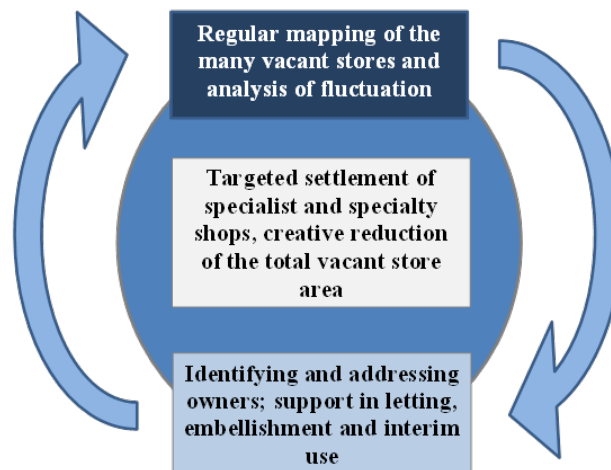 Regular mapping of the
many vacant stores and
analysis of fluctuation
Targeted settlement of
specialist and specialty
shops, creative reduction
of the total vacant store
area
Identifying and addressing
owners; support in letting,
embellishment and interim
use